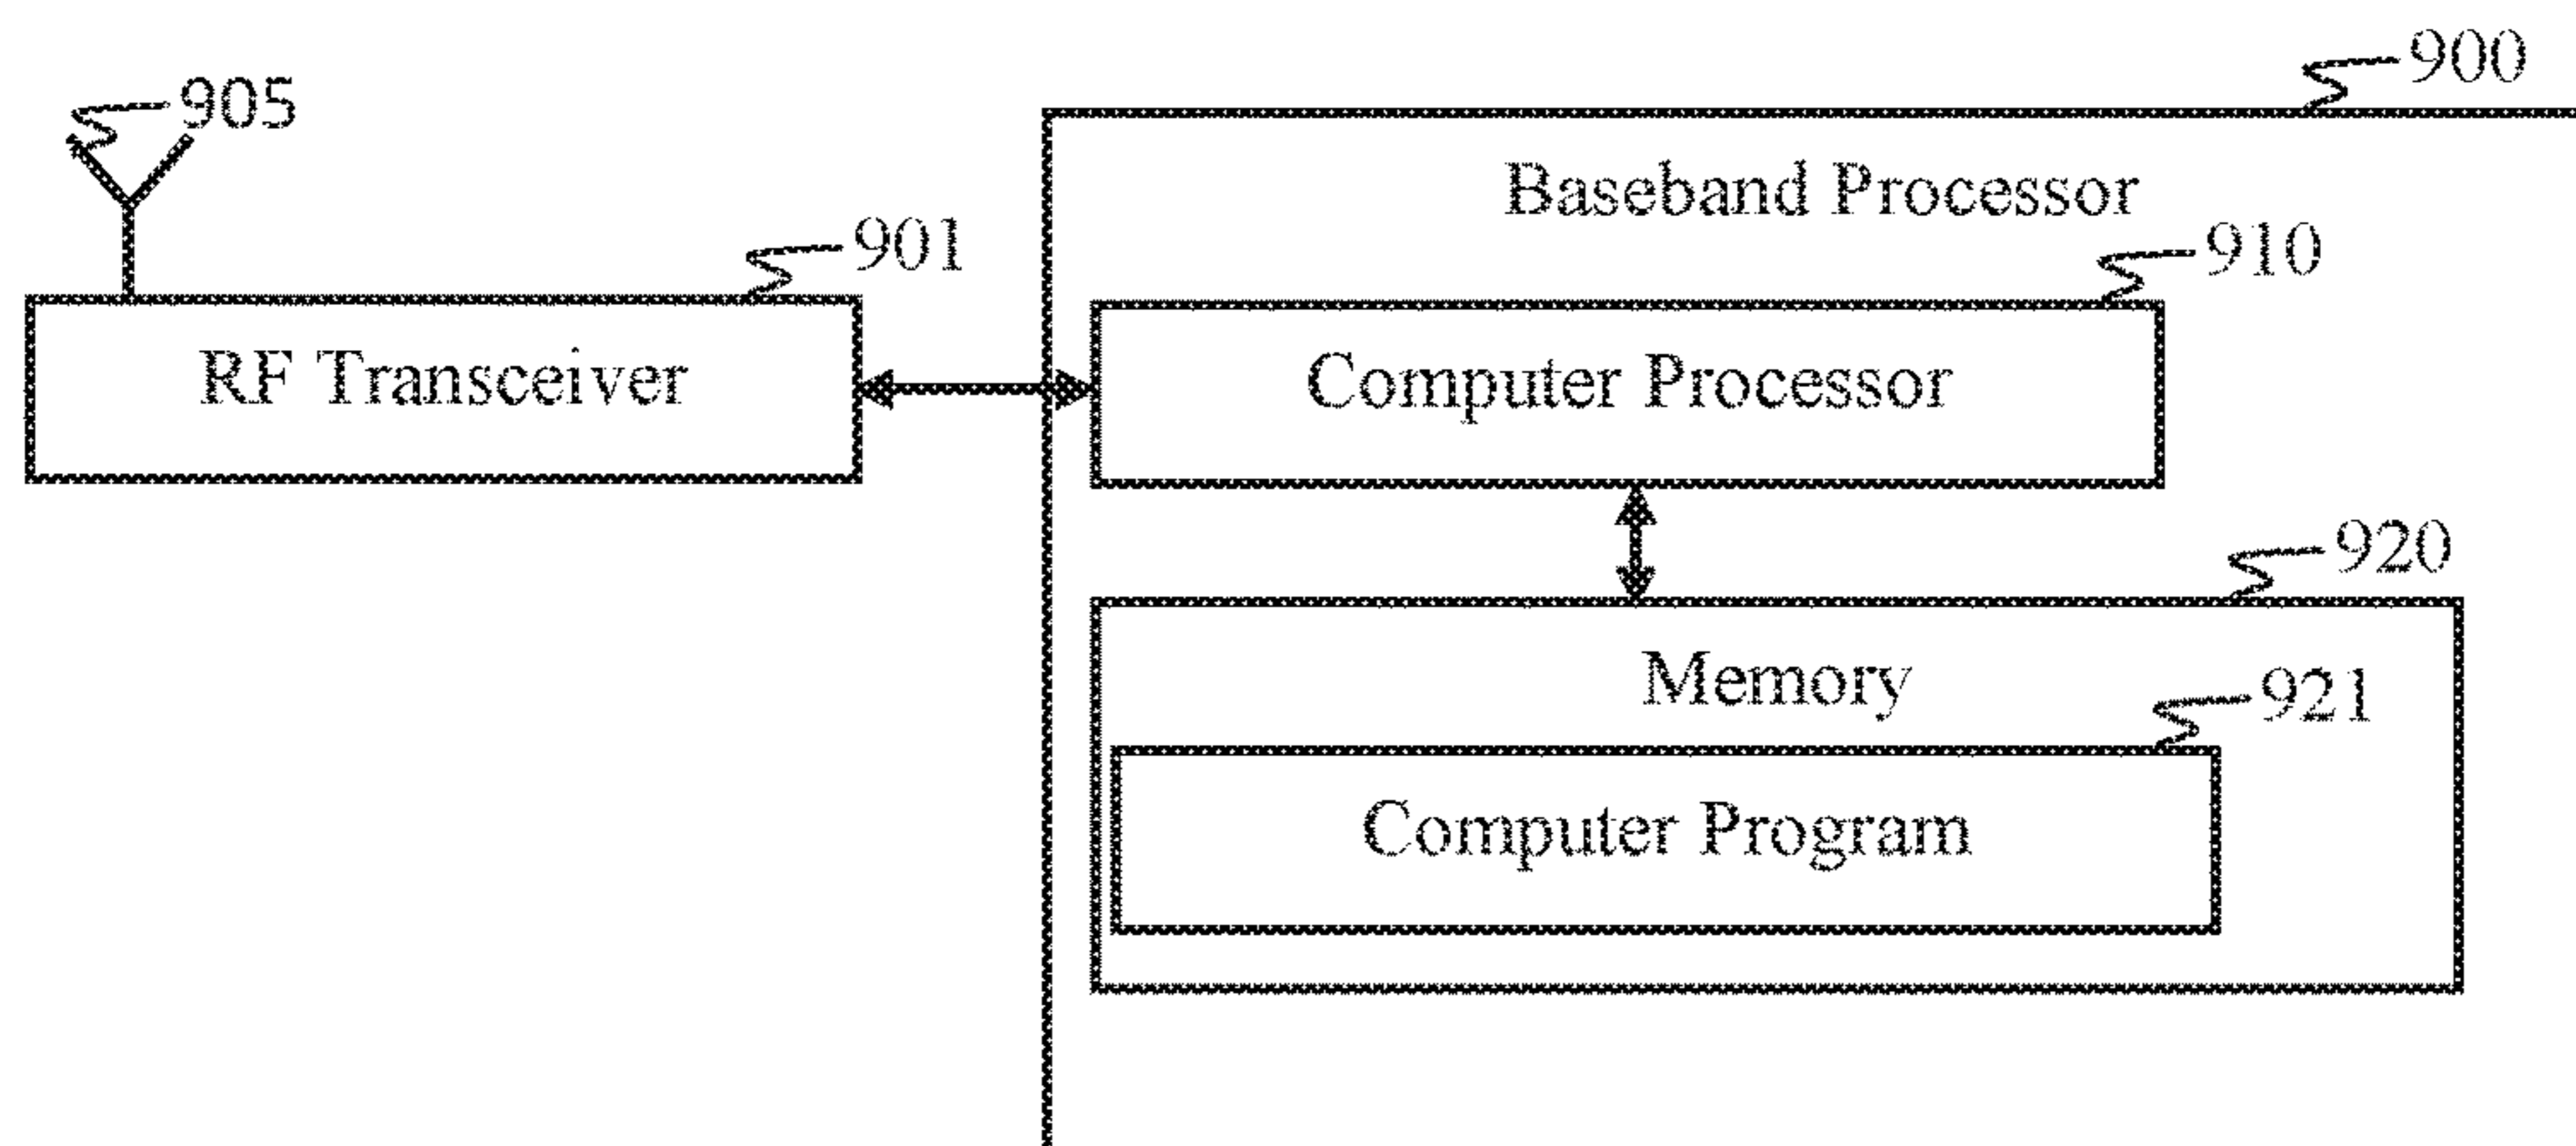 900
905
Baseband Processor
901
910
RF Transceiver
Computer Processor
920
Memory
921
Computer Program